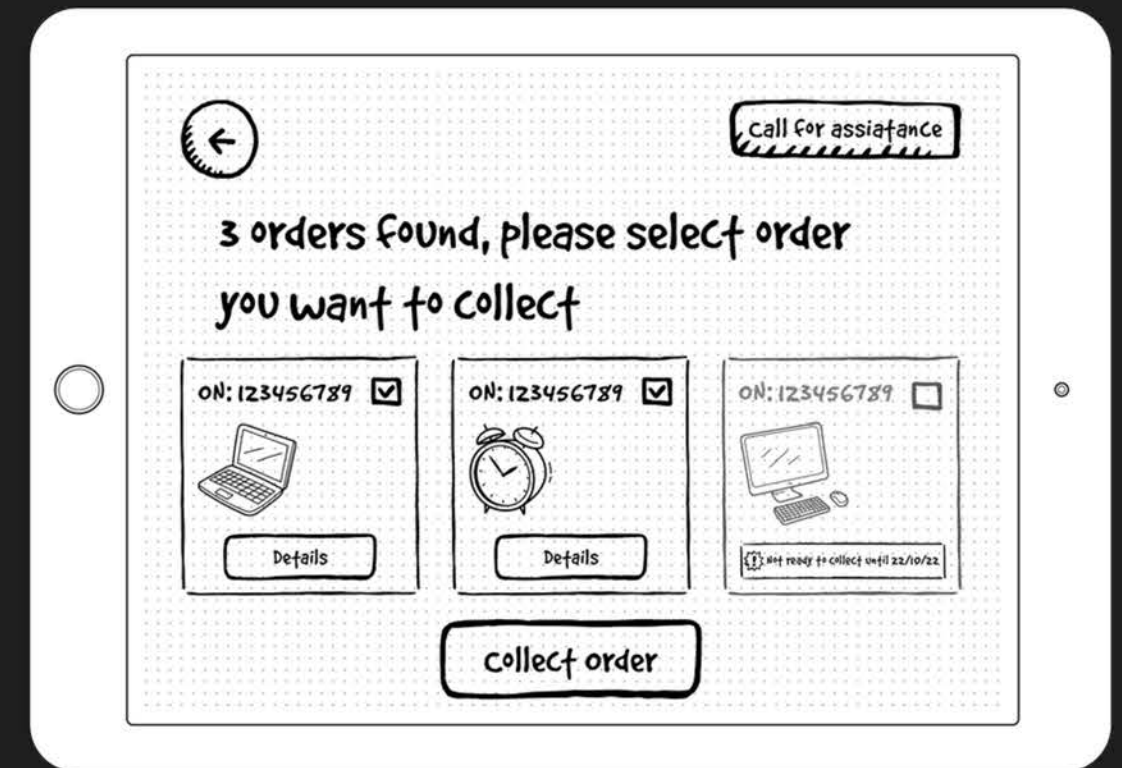 Call for assiatance
3 orders found, please select order
you want to collect
ON: 123456789
ON: 123456789
ON: 123456789
Details
Details
Not ready to collect until 22/10/22
Collect order